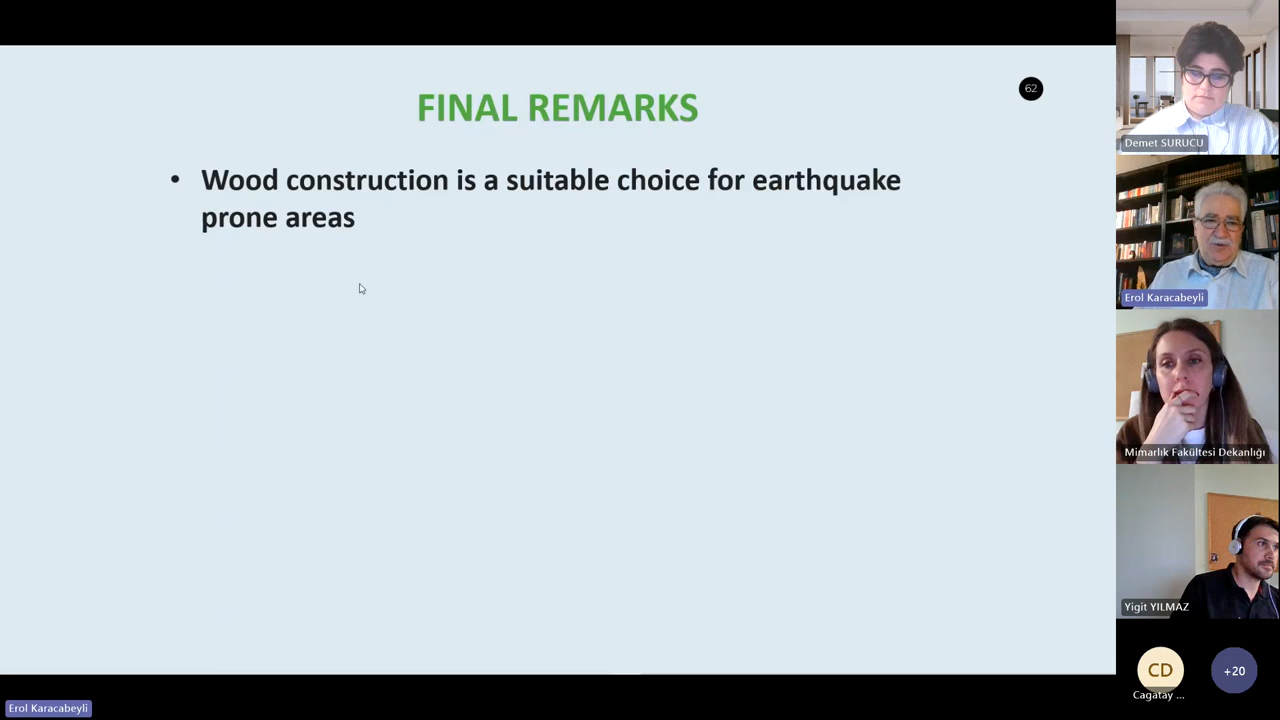 FINAL REMARKS
62
• Wood construction is a suitable choice for earthquake
prone areas
Demet SURUCU
Erol Karacabeyli
Mimarlık Fakültesi Dekanlığı
Yigit YILMAZ
CD
Cagatay ...
+20
Erol Karacabeyli